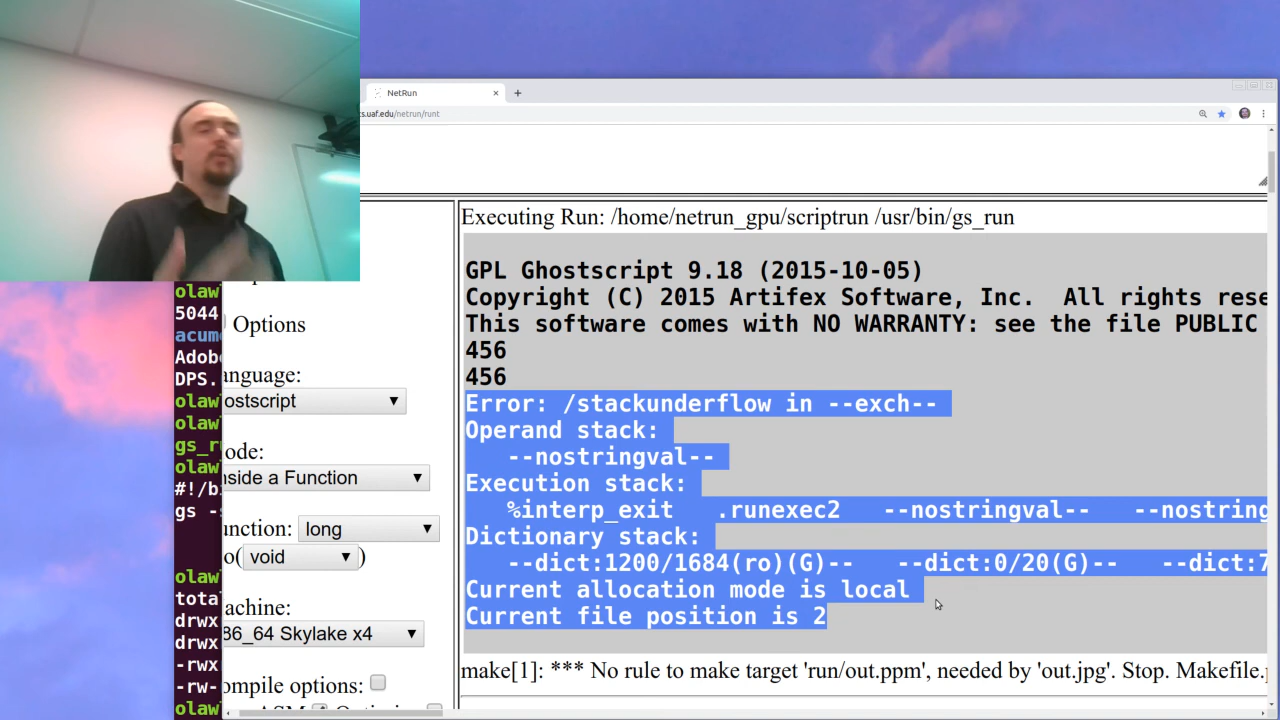 NetRun
s.uaf.edu/netrun/runt
Executing Run: /home/netrun_gpu/scriptrun /usr/bin/gs_run
GPL Ghostscript 9.18 (2015-10-05)
Copyright (C) 2015 Artifex Software, Inc.  All rights rese
This software comes with NO WARRANTY: see the file PUBLIC
456
456
Error: /stackunderflow in --exch--
Operand stack:
--nostringval--
Execution stack:
%interp_exit   .runexec2   --nostringval--   --nostring
Dictionary stack:
--dict:1200/1684(ro)(G)--   --dict:0/20(G)--   --dict:7
Current allocation mode is local
Current file position is 2
make[1]: *** No rule to make target 'run/out.ppm', needed by 'out.jpg'. Stop. Makefile.p
Options
anguage:
ostscript
ode:
nside a Function
unction: long
o( void )
achine:
86_64 Skylake x4
ompile options:
olaw
5044
acum
Adob
DPS.
olaw
olaw
gs_r
olaw
#!/b
gs -
olaw
tota
drwx
drwx
-rwx
-rw-
olaw